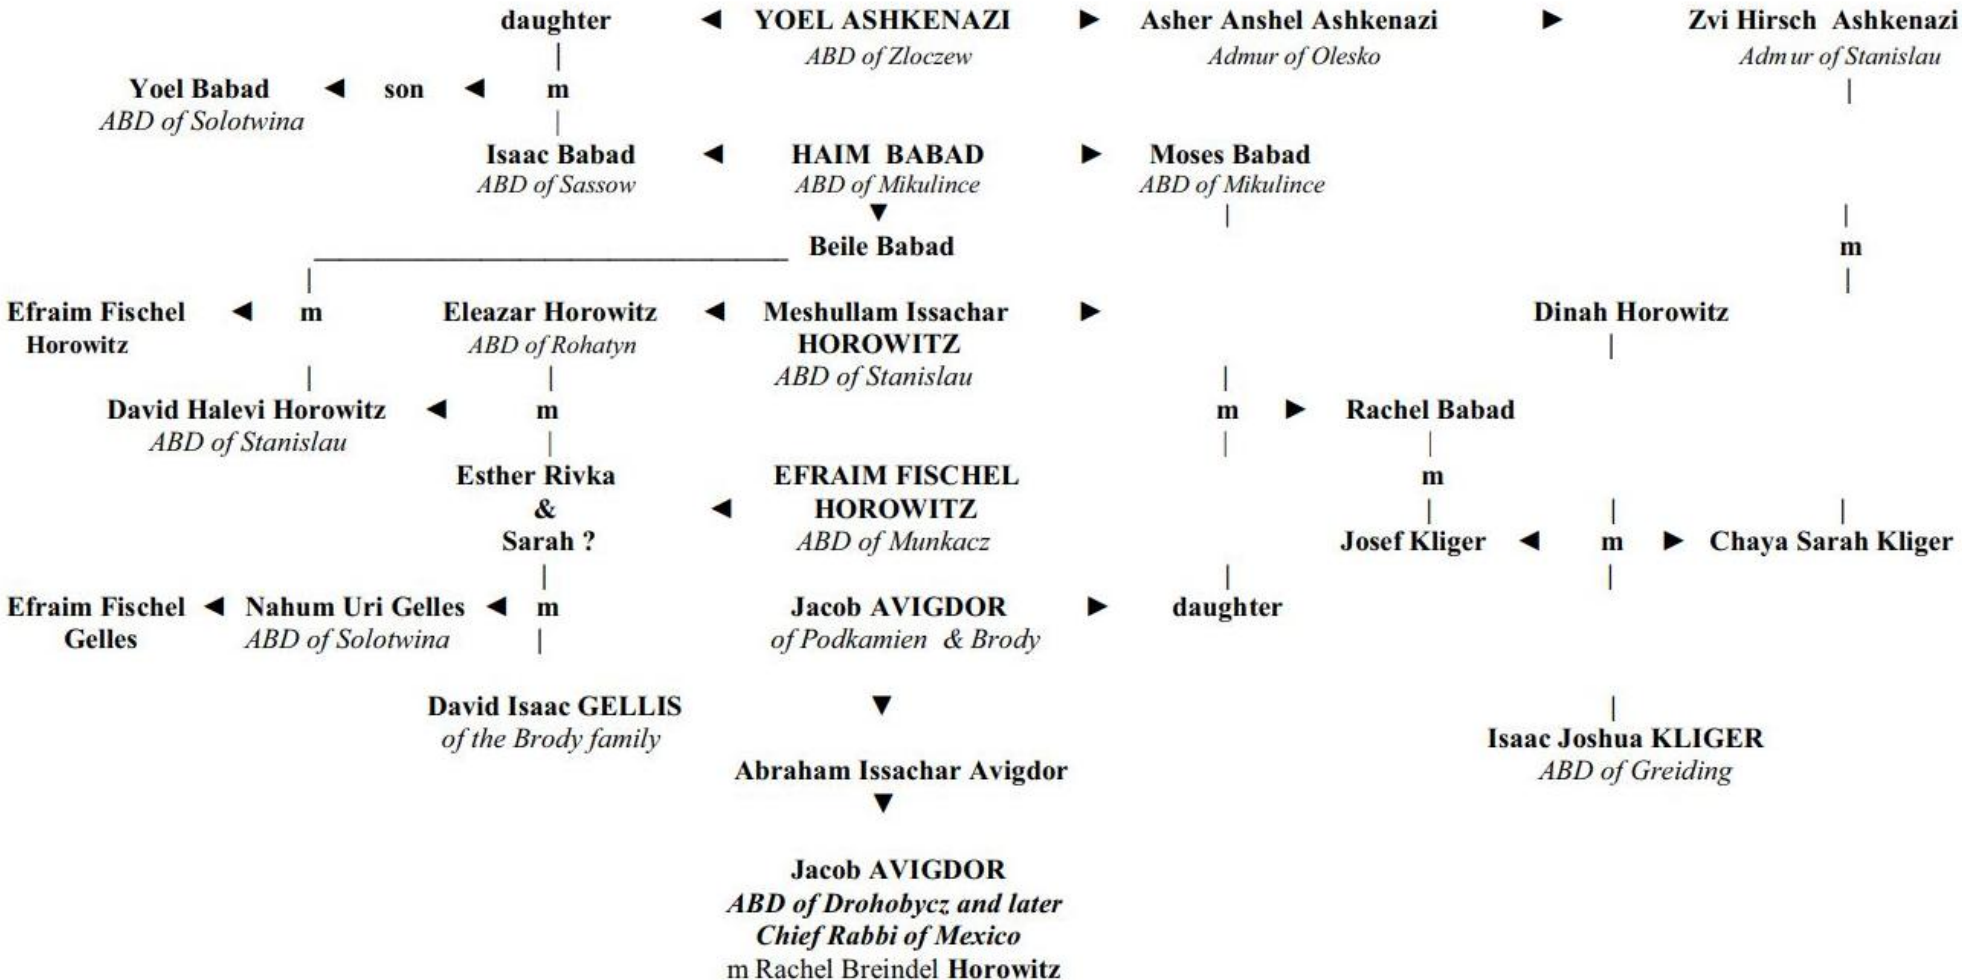 daughter ◄ YOEL ASHKENAZI ► Asher Anshel Ashkenazi ► Zvi Hirsch Ashkenazi
ABD of Zloczew Admur of Olesko Admur of Stanislau
Yoel Babad ◄ son ◄ m
ABD of Solotwina
Isaac Babad ◄ HAIM BABAD ► Moses Babad
ABD of Sassow ABD of Mikulince ABD of Mikulince
▼
Beile Babad m
Efraim Fischel ◄ m Eleazar Horowitz ◄ Meshullam Issachar ► Dinah Horowitz
Horowitz ABD of Rohatyn HOROWITZ
ABD of Stanislau
David Halevi Horowitz ◄ m m ► Rachel Babad
ABD of Stanislau
Esther Rivka EFRAIM FISCHEL m
& ◄ HOROWITZ
Sarah ? ABD of Munkacz Josef Kliger ◄ m ► Chaya Sarah Kliger
Efraim Fischel ◄ Nahum Uri Gelles ◄ m Jacob AVIGDOR ► daughter
Gelles ABD of Solotwina of Podkamien & Brody
David Isaac GELLIS ▼
of the Brody family Isaac Joshua KLIGER
Abraham Issachar Avigdor ABD of Greiding
▼
Jacob AVIGDOR
ABD of Drohobycz and later
Chief Rabbi of Mexico
m Rachel Breindel Horowitz